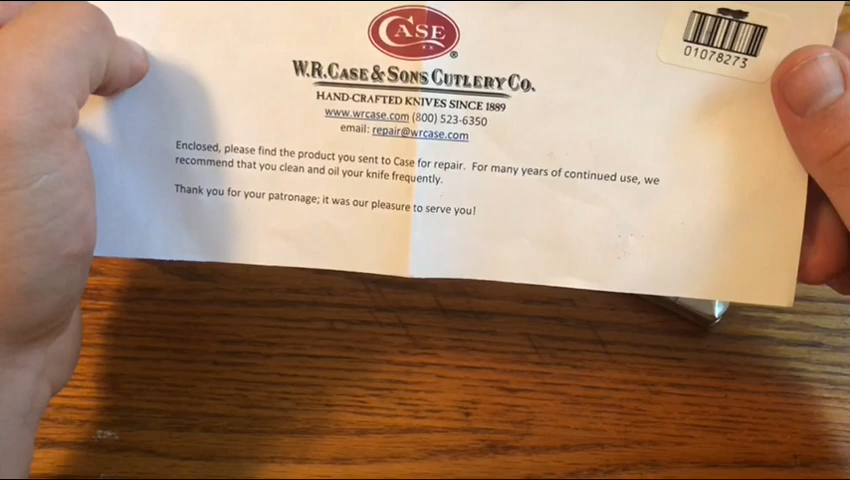 CASE
XX
®
W.R.CASE & SONS CUTLERY CO.
HAND-CRAFTED KNIVES SINCE 1889
www.wrcase.com (800) 523-6350
email: repair@wrcase.com
01078273
Enclosed, please find the product you sent to Case for repair. For many years of continued use, we
recommend that you clean and oil your knife frequently.
Thank you for your patronage; it was our pleasure to serve you!